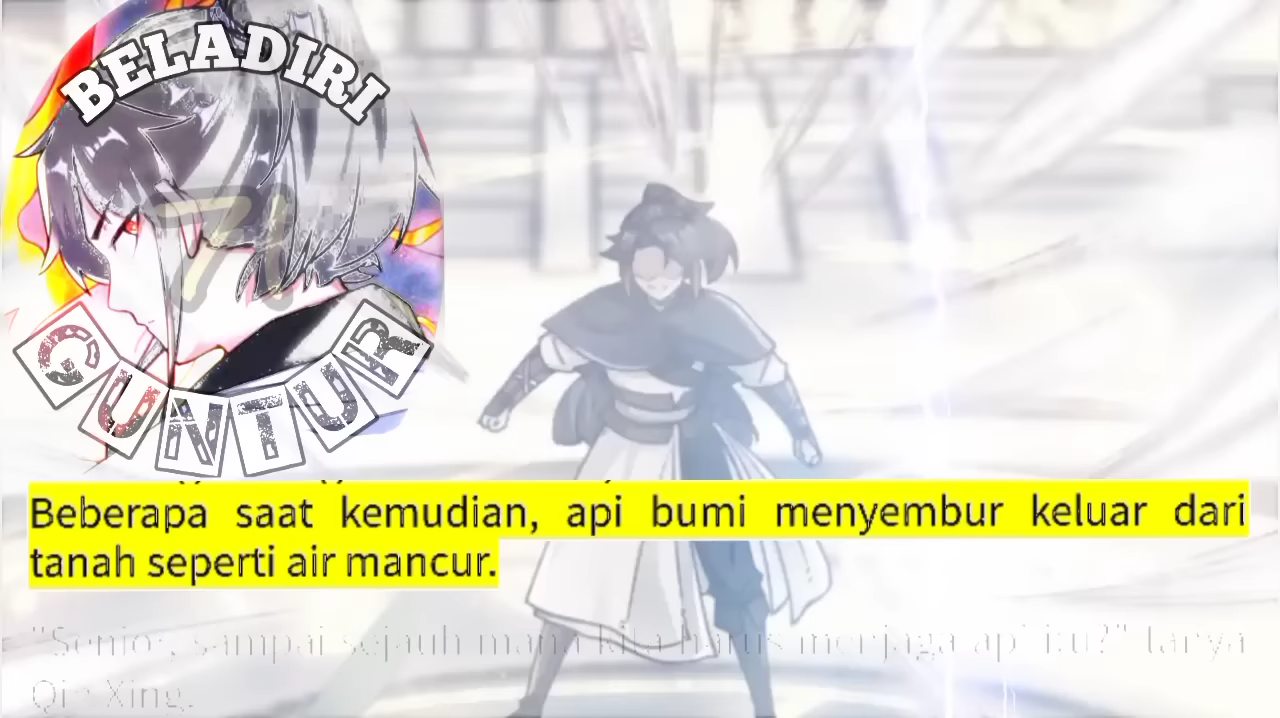 BELADIRI
GUNTUR
Beberapa saat kemudian, api bumi menyembur keluar dari
tanah seperti air mancur.
"Senior, sampai sejauh mana kita harus menjaga api itu?" tanya
Qin Xing.